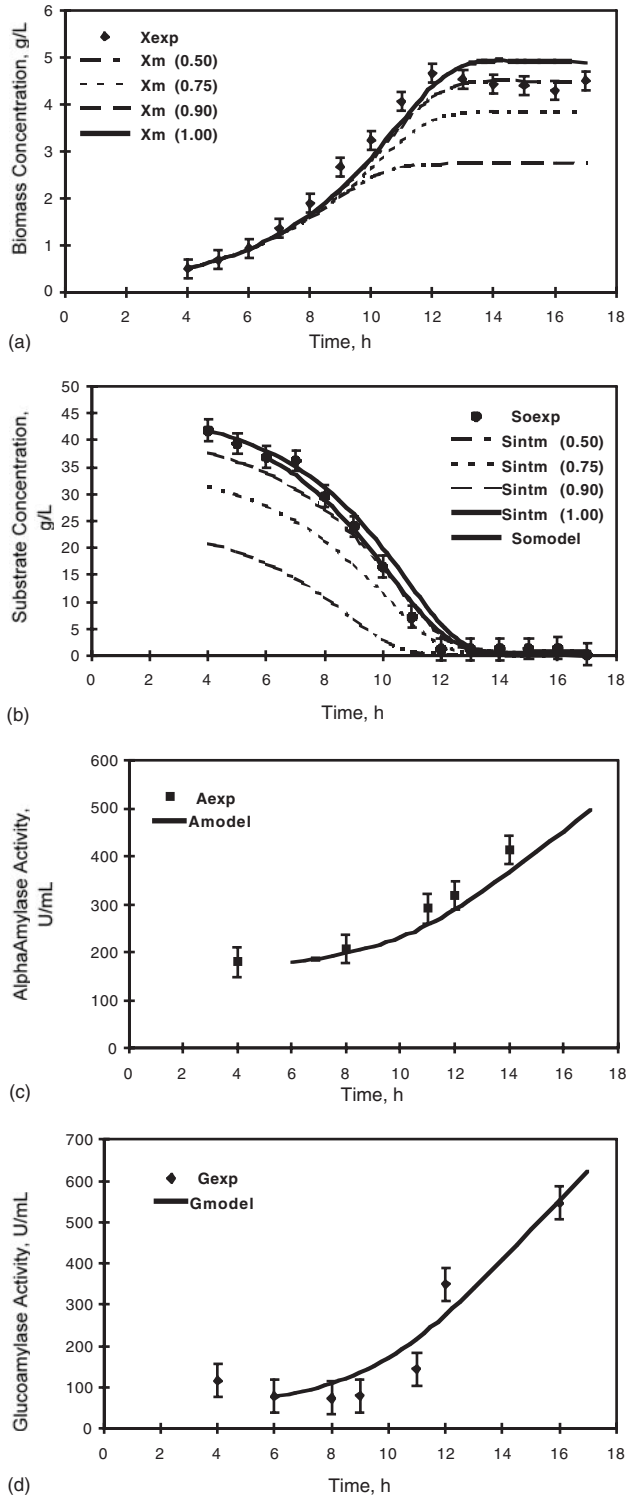 6
5
4
3
2
1
0
Biomass Concentration, g/L
Xexp
Xm (0.50)
Xm (0.75)
Xm (0.90)
Xm (1.00)
0 2 4 6 8 10 12 14 16 18
(a)
Time, h
50
45
40
35
30
25
20
15
10
5
0
Substrate Concentration,
g/L
Soexp
Sintm (0.50)
Sintm (0.75)
Sintm (0.90)
Sintm (1.00)
Somodel
0 2 4 6 8 10 12 14 16 18
(b)
Time, h
600
500
400
300
200
100
0
AlphaAmylase Activity,
U/mL
Aexp
Amodel
0 2 4 6 8 10 12 14 16 18
(c)
Time, h
700
600
500
400
300
200
100
0
Glucoamylase Activity, U/mL
Gexp
Gmodel
0 2 4 6 8 10 12 14 16 18
(d)
Time, h